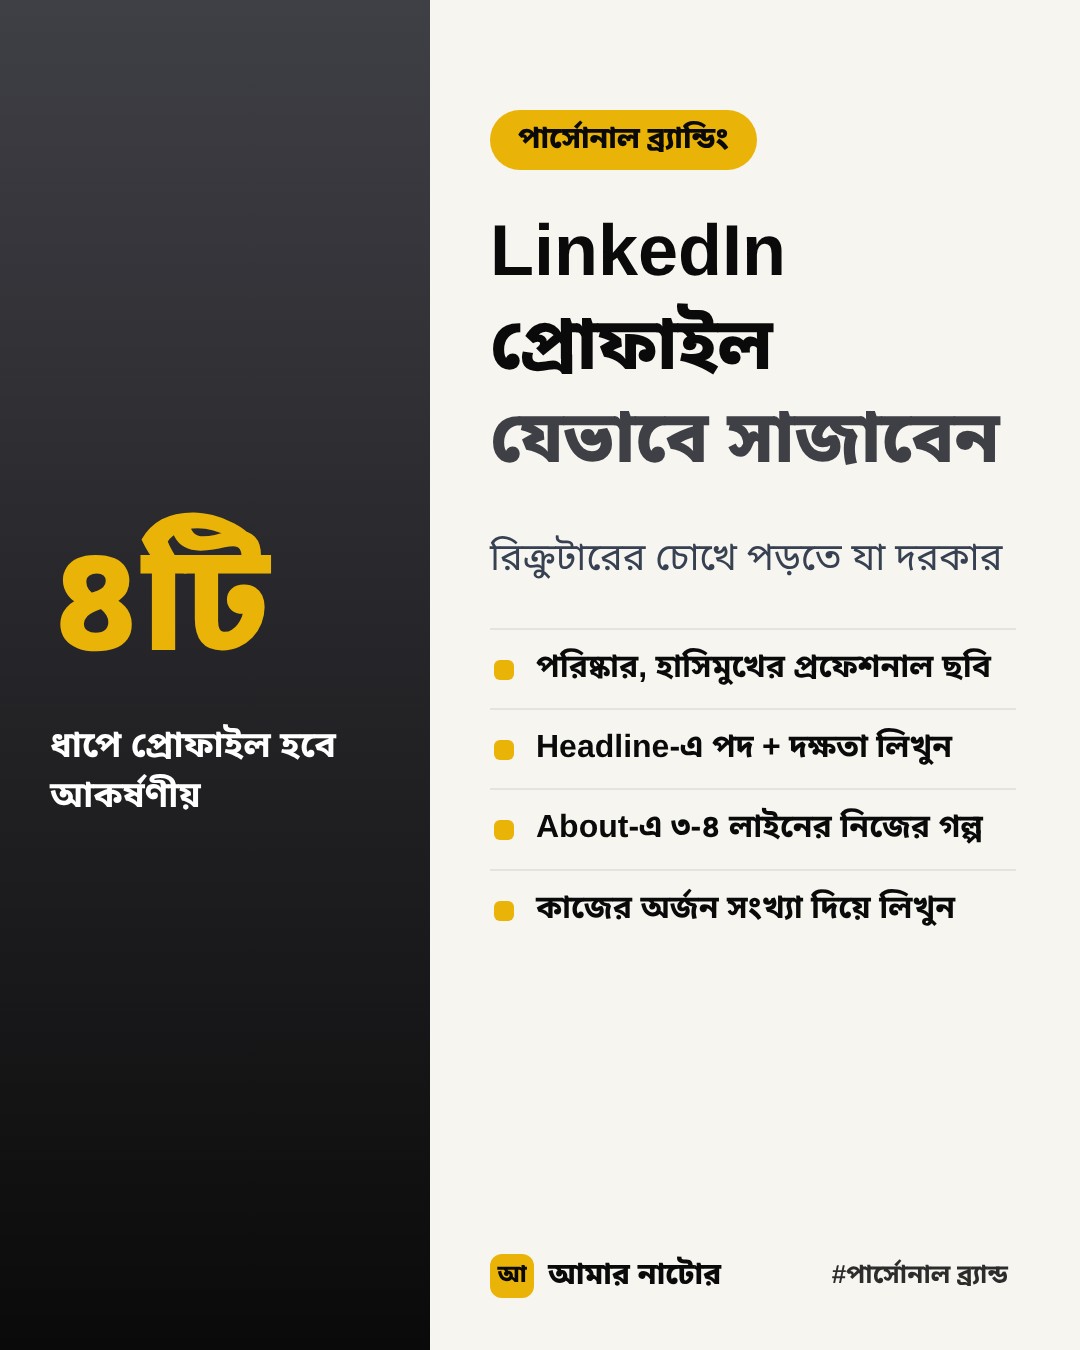 ৪টি
ধাপে প্রোফাইল হবে
আকর্ষণীয়
পার্সোনাল ব্র্যান্ডিং
LinkedIn
প্রোফাইল
যেভাবে সাজাবেন
রিক্রুটারের চোখে পড়তে যা দরকার
পরিষ্কার, হাসিমুখের প্রফেশনাল ছবি
Headline-এ পদ + দক্ষতা লিখুন
About-এ ৩-৪ লাইনের নিজের গল্প
কাজের অর্জন সংখ্যা দিয়ে লিখুন
আ আমার নাটোর
#পার্সোনাল ব্র্যান্ড